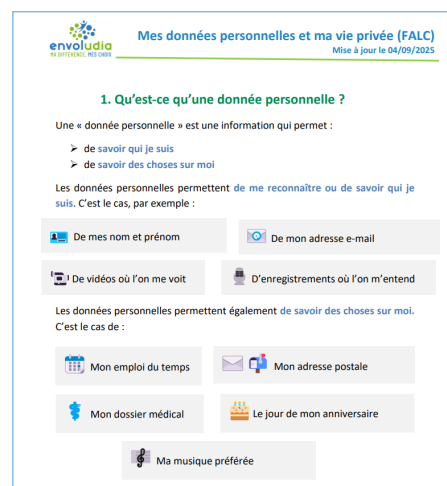 envoludia
MA DIFFÉRENCE, MES CHOIX
Mes données personnelles et ma vie privée (FALC)
Mise à jour le 04/09/2025
1. Qu'est-ce qu'une donnée personnelle ?
Une « donnée personnelle » est une information qui permet :
➢ de savoir qui je suis
➢ de savoir des choses sur moi
Les données personnelles permettent de me reconnaître ou de savoir qui je
suis. C'est le cas, par exemple :
De mes nom et prénom
De mon adresse e-mail
De vidéos où l'on me voit
D'enregistrements où l'on m'entend
Les données personnelles permettent également de savoir des choses sur moi.
C'est le cas de :
Mon emploi du temps
Mon adresse postale
Mon dossier médical
Le jour de mon anniversaire
Ma musique préférée